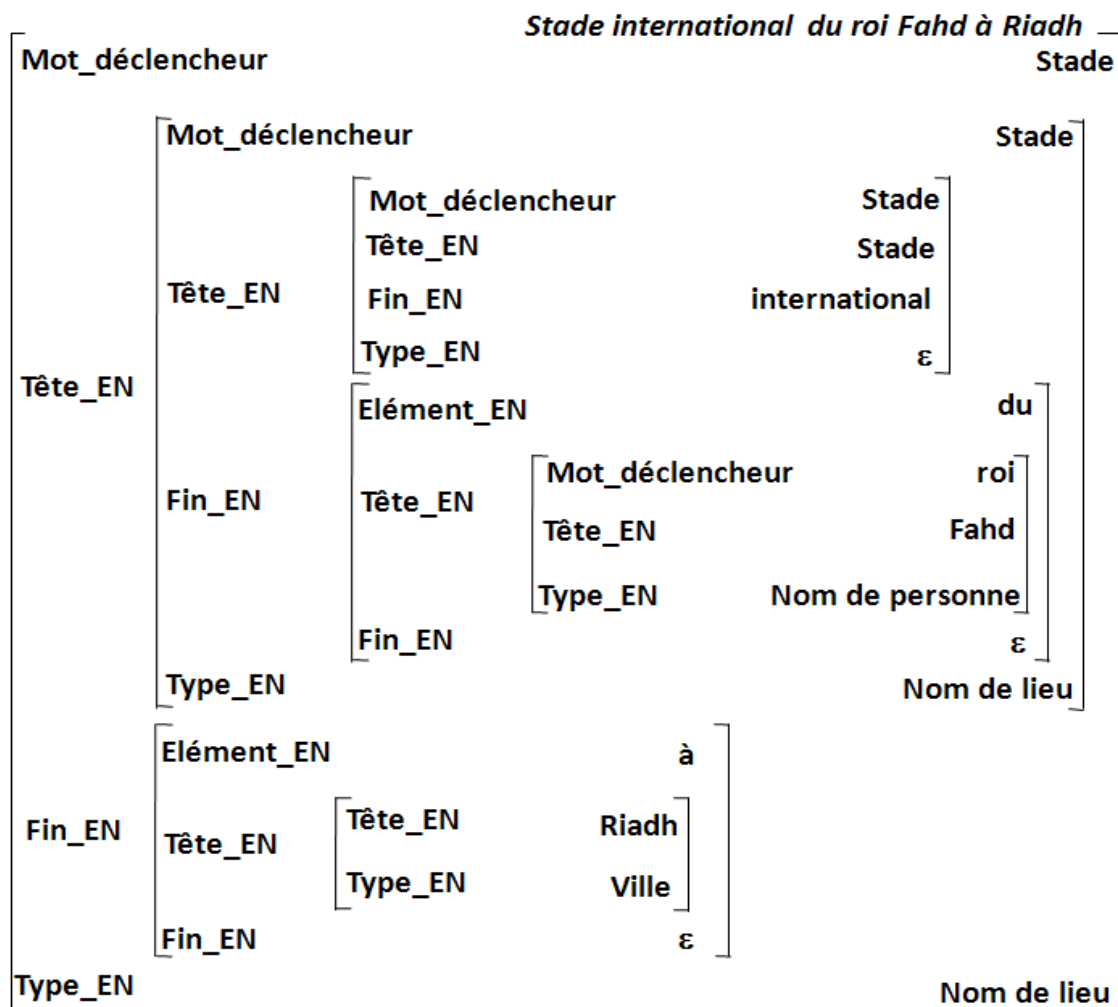 Stade international du roi Fahd à Riadh
Mot_déclencheur Stade
Mot_déclencheur Stade
Mot_déclencheur Stade
Tête_EN Stade
Tête_EN Fin_EN international
Type_EN ε
Tête_EN Elément_EN du
Mot_déclencheur roi
Fin_EN Tête_EN Tête_EN Fahd
Type_EN Nom de personne
Fin_EN ε
Type_EN Nom de lieu
Elément_EN à
Tête_EN Riadh
Fin_EN Tête_EN
Type_EN Ville
Fin_EN ε
Type_EN Nom de lieu